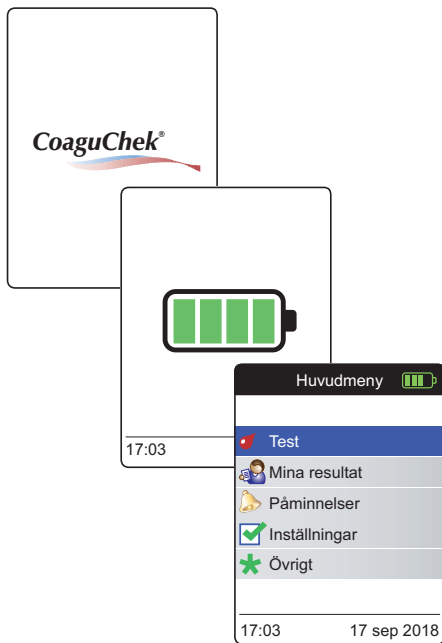 CoaguChek®
17:03
Huvudmeny
Test
Mina resultat
Påminnelser
Inställningar
Övrigt
17:03 17 sep 2018